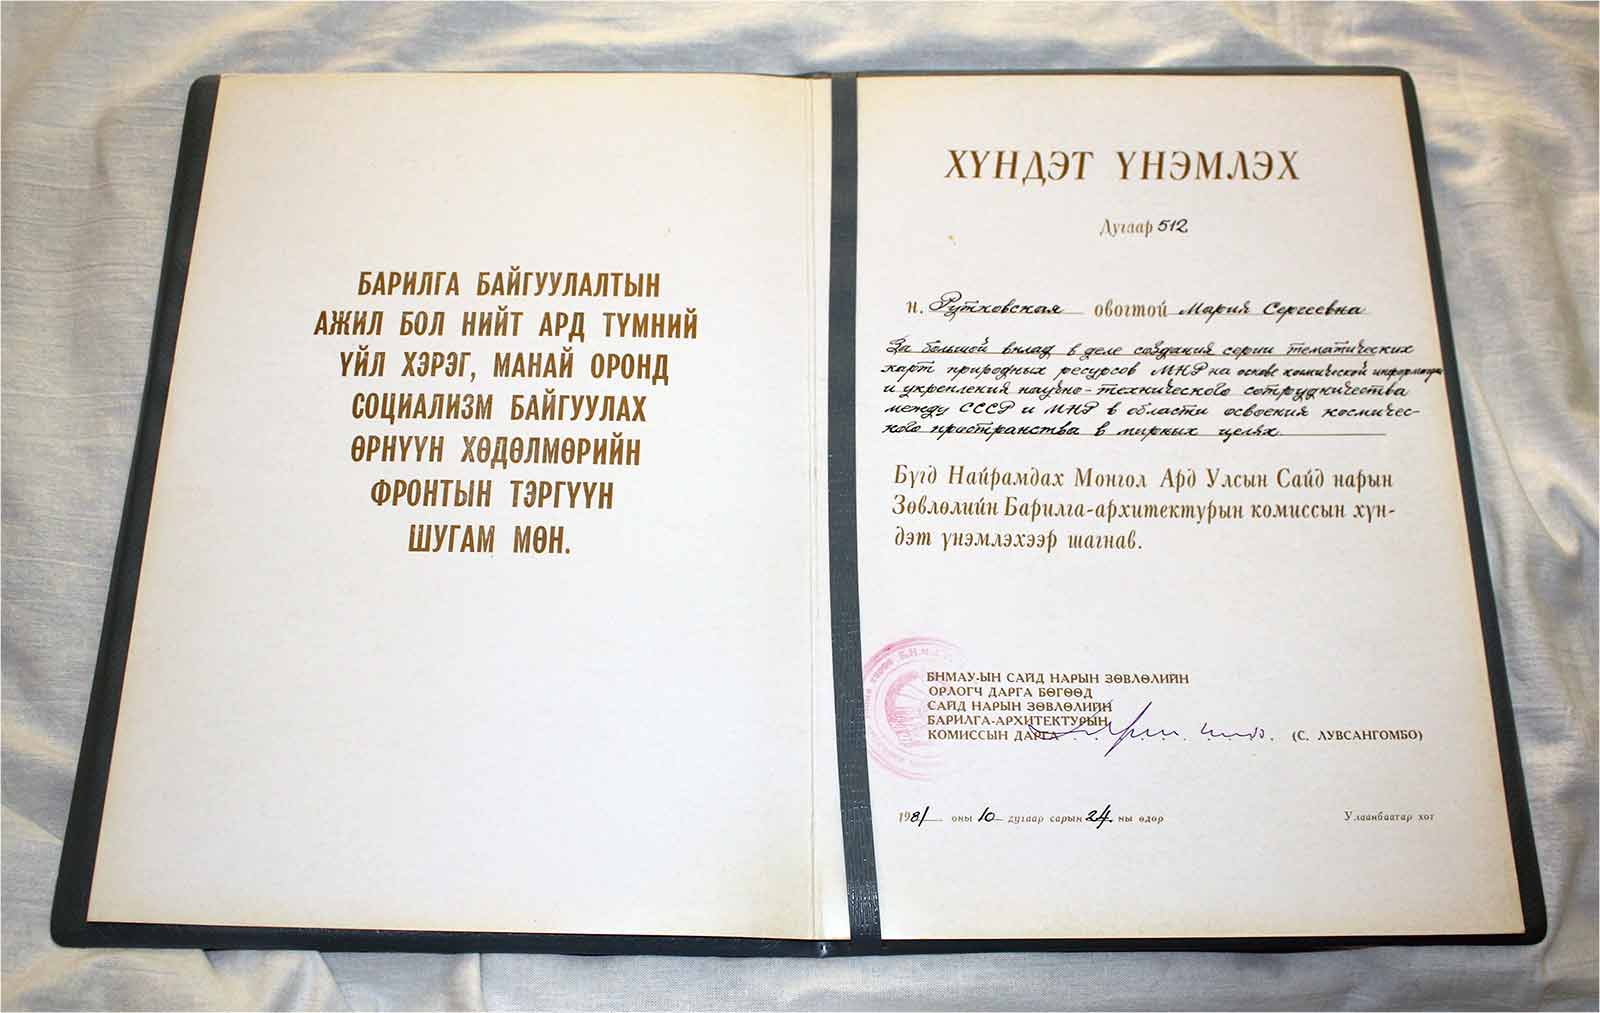 БАРИЛГА БАЙГУУЛАЛТЫН
АЖИЛ БОЛ НИЙТ АРД ТҮМНИЙ
ҮЙЛ ХЭРЭГ, МАНАЙ ОРОНД
СОЦИАЛИЗМ БАЙГУУЛАХ
ӨРНҮҮН ХӨДӨЛМӨРИЙН
ФРОНТЫН ТЭРГҮҮН
ШУГАМ МӨН.
ХҮНДЭТ ҮНЭМЛЭХ
Дугаар 512
н. Рутковская овогтой Мария Сергеевна
За большой вклад в деле создания серии тематических
карт природных ресурсов МНР на основе космической информации
и укрепления научно-технического сотрудничества
между СССР и МНР в области освоения космичес-
кого пространства в мирных целях.
Бүгд Найрамдах Монгол Ард Улсын Сайд нарын
Зөвлөлийн Барилга-архитектурын комиссын хүн-
дэт үнэмлэхээр шагнав.
БНМАУ-ЫН САЙД НАРЫН ЗӨВЛӨЛИЙН
ОРЛОГЧ ДАРГА БӨГӨӨД
САЙД НАРЫН ЗӨВЛӨЛИЙН
БАРИЛГА-АРХИТЕКТУРЫН
КОМИССЫН ДАРГА (С. ЛУВСАНГОМБО)
1981 оны 10 дугаар сарын 24 ны өдөр Улаанбаатар хот